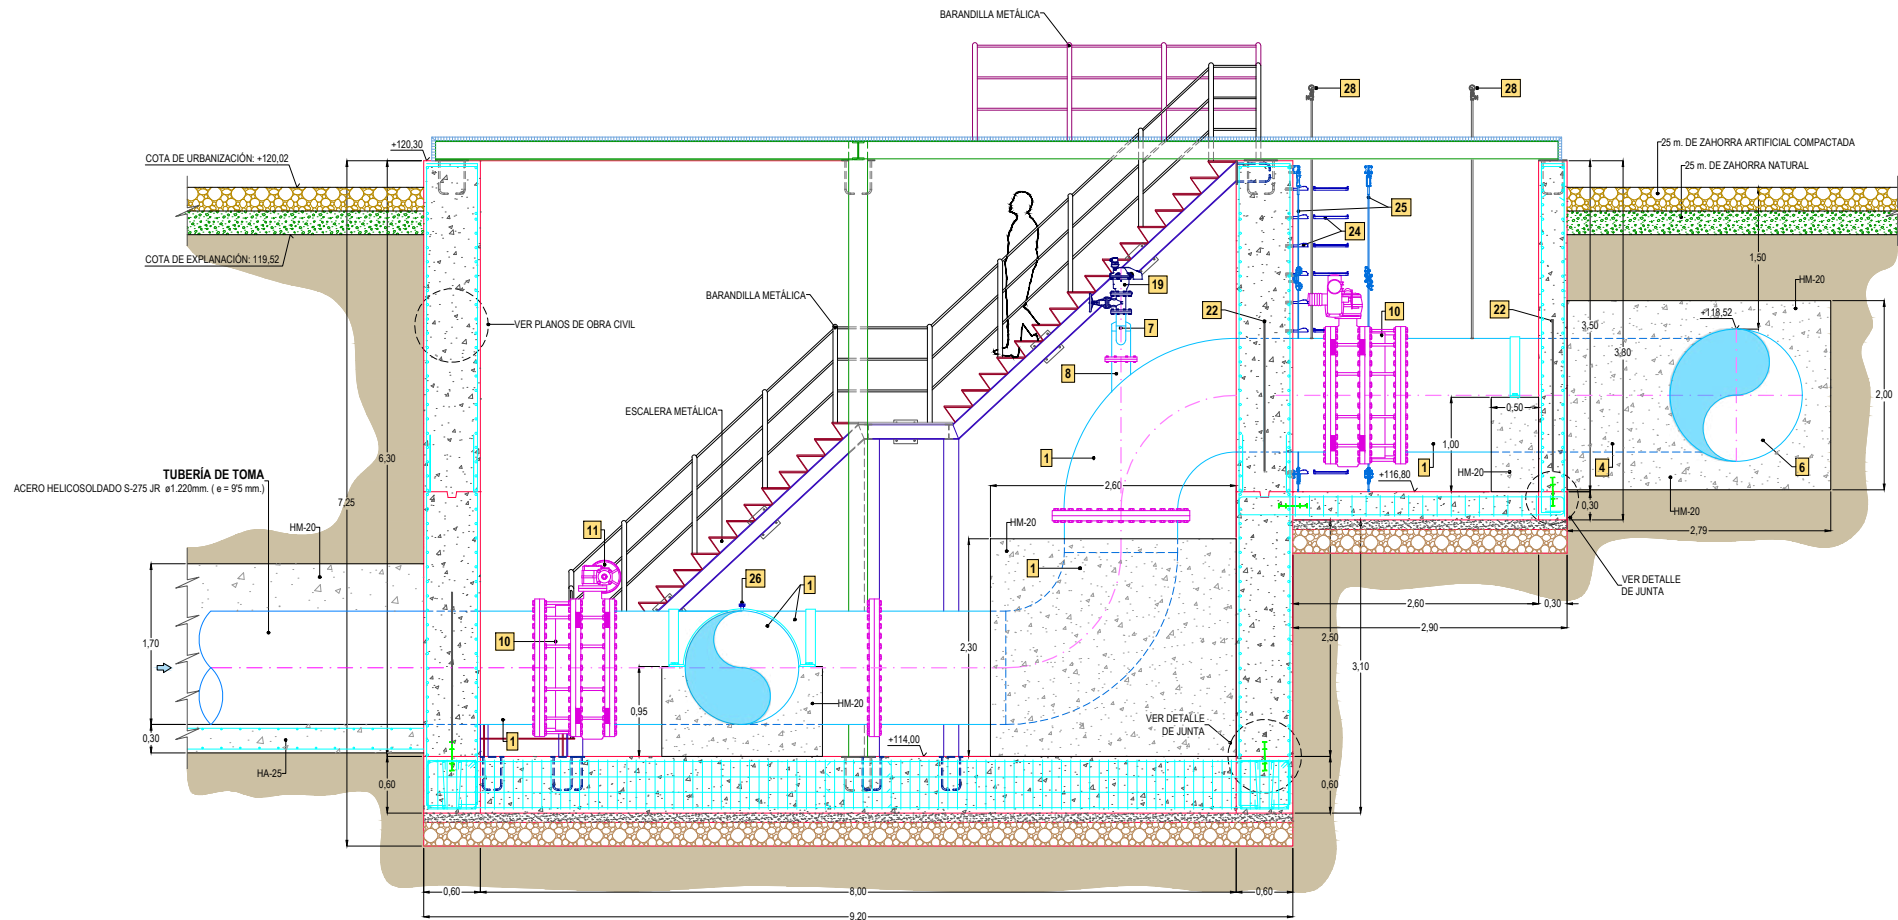 BARANDILLA METÁLICA
28
28
+120,30
COTA DE URBANIZACIÓN: +120,02
25 m. DE ZAHORRA ARTIFICIAL COMPACTADA
25 m. DE ZAHORRA NATURAL
25
24
COTA DE EXPLANACIÓN: 119,52
1,50
19
HM-20
BARANDILLA METÁLICA
VER PLANOS DE OBRA CIVIL
22
10
22
+118,52
7
3,50
3,80
8
2,00
ESCALERA METÁLICA
0,50
1,00
6,30
1
1
4
6
TUBERÍA DE TOMA
ACERO HELICOSOLDADO S-275 JR ø1.220mm. ( e = 9'5 mm.)
HM-20
+116,80
2,60
7,25
0,30
HM-20
HM-20
HM-20
2,79
11
1
26
1
VER DETALLE
DE JUNTA
2,60
0,30
2,90
10
1,70
2,30
2,50
3,10
0,95
HM-20
VER DETALLE
DE JUNTA
0,30
1
+114,00
HA-25
0,60
0,60
0,60
8,00
0,60
9,20